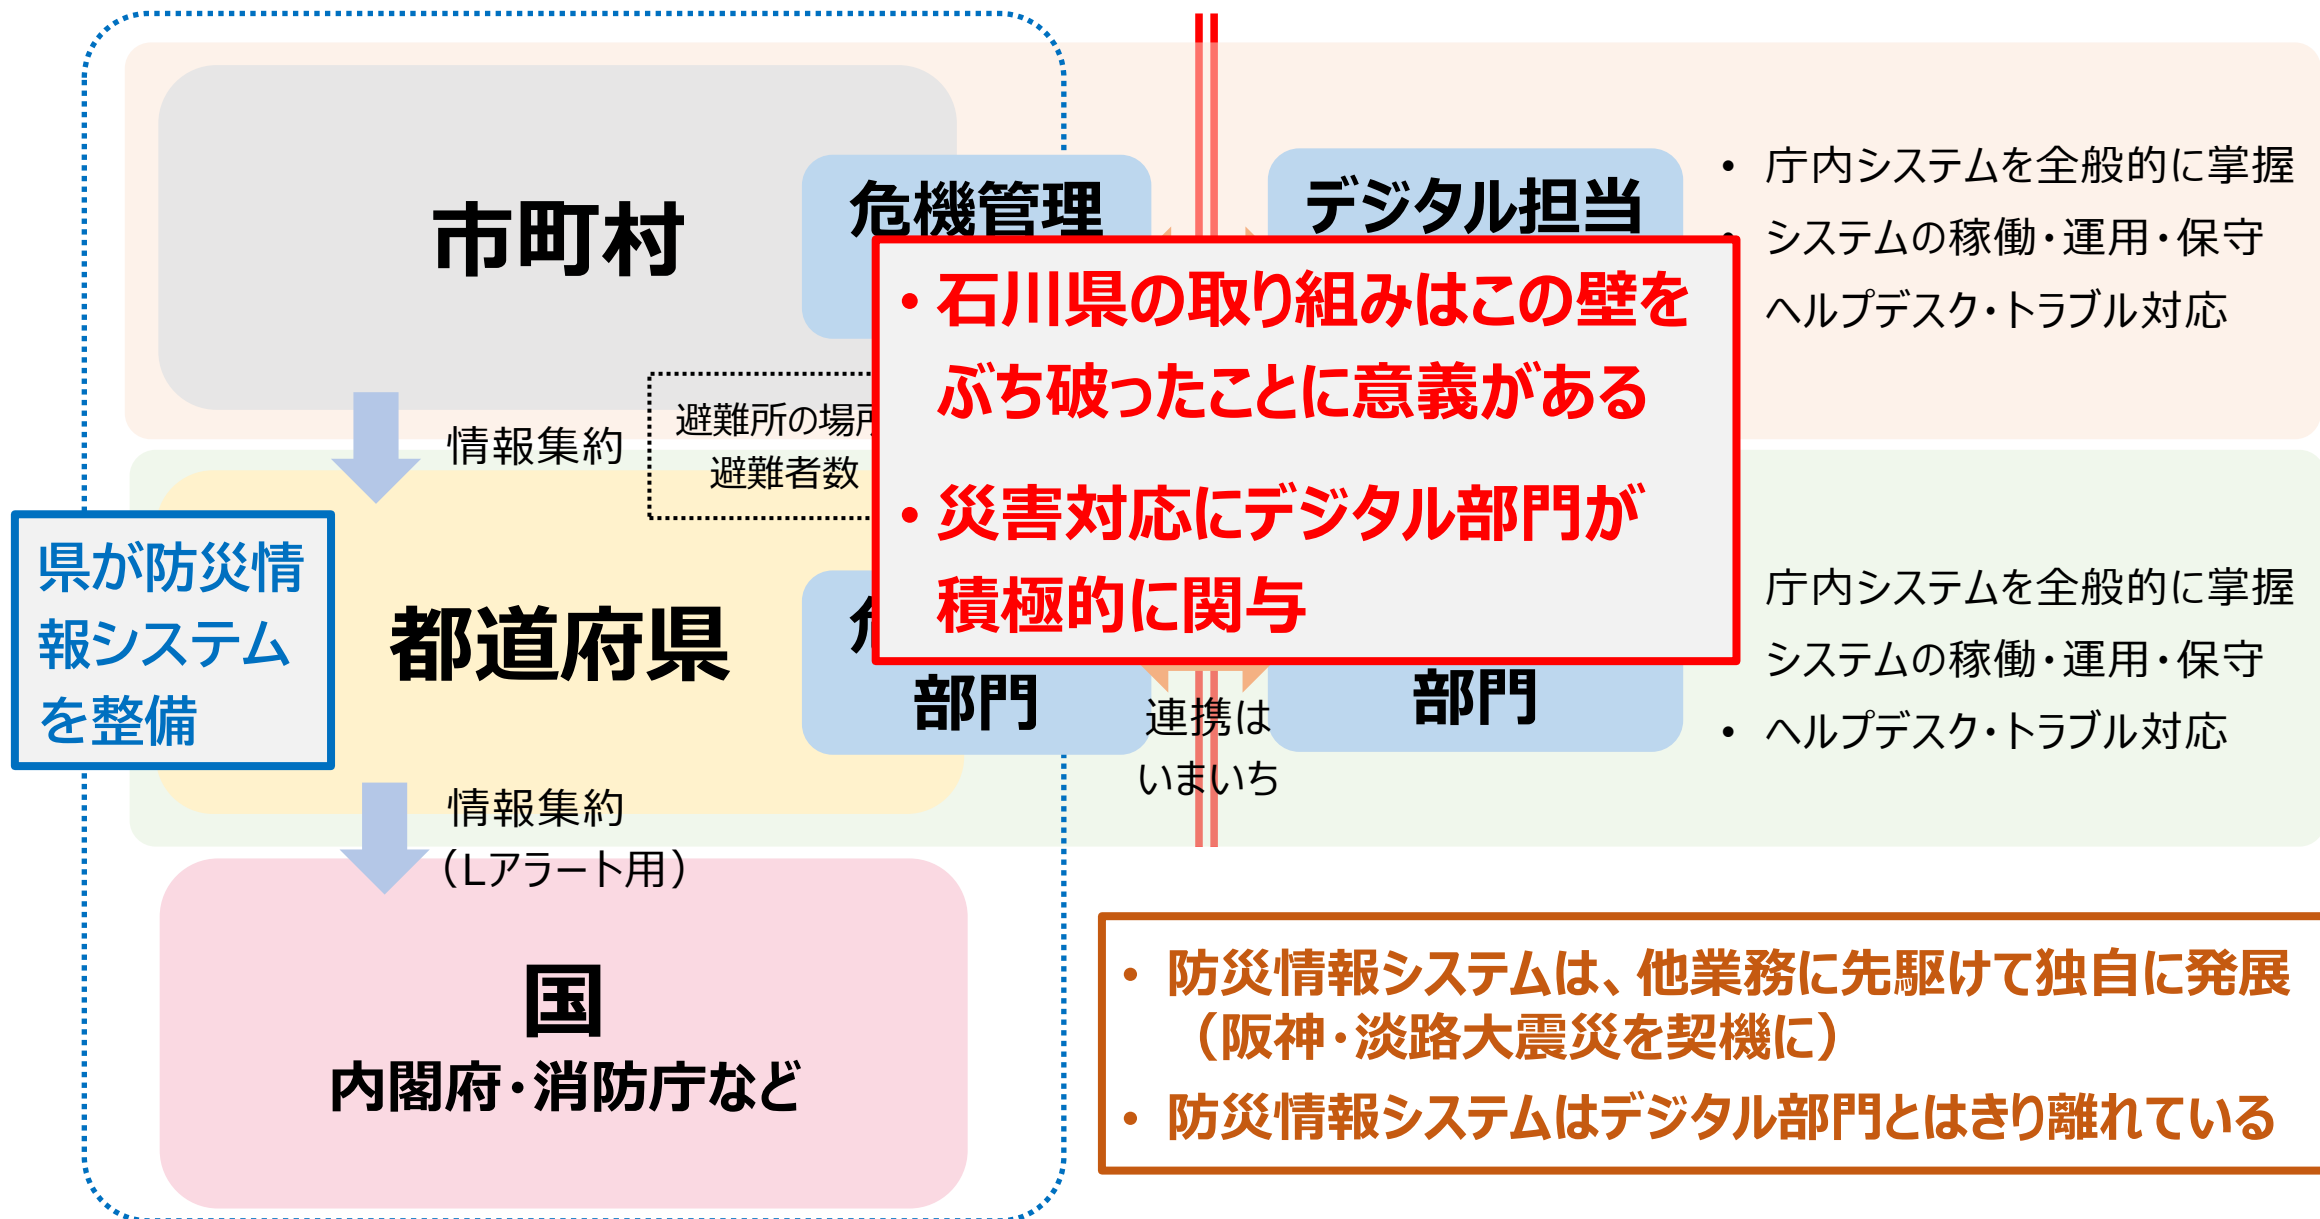 市町村
危機管理
デジタル担当
• 庁内システムを全般的に掌握
システムの稼働・運用・保守
ヘルプデスク・トラブル対応
・石川県の取り組みはこの壁を
ぶち破ったことに意義がある
・災害対応にデジタル部門が
積極的に関与
情報集約
避難所の場所
避難者数
県が防災情
報システム
を整備
都道府県
部門
連携は
いまいち
部門
庁内システムを全般的に掌握
システムの稼働・運用・保守
• ヘルプデスク・トラブル対応
情報集約
（Lアラート用）
国
内閣府・消防庁など
• 防災情報システムは、他業務に先駆けて独自に発展
（阪神・淡路大震災を契機に）
• 防災情報システムはデジタル部門とはきり離れている